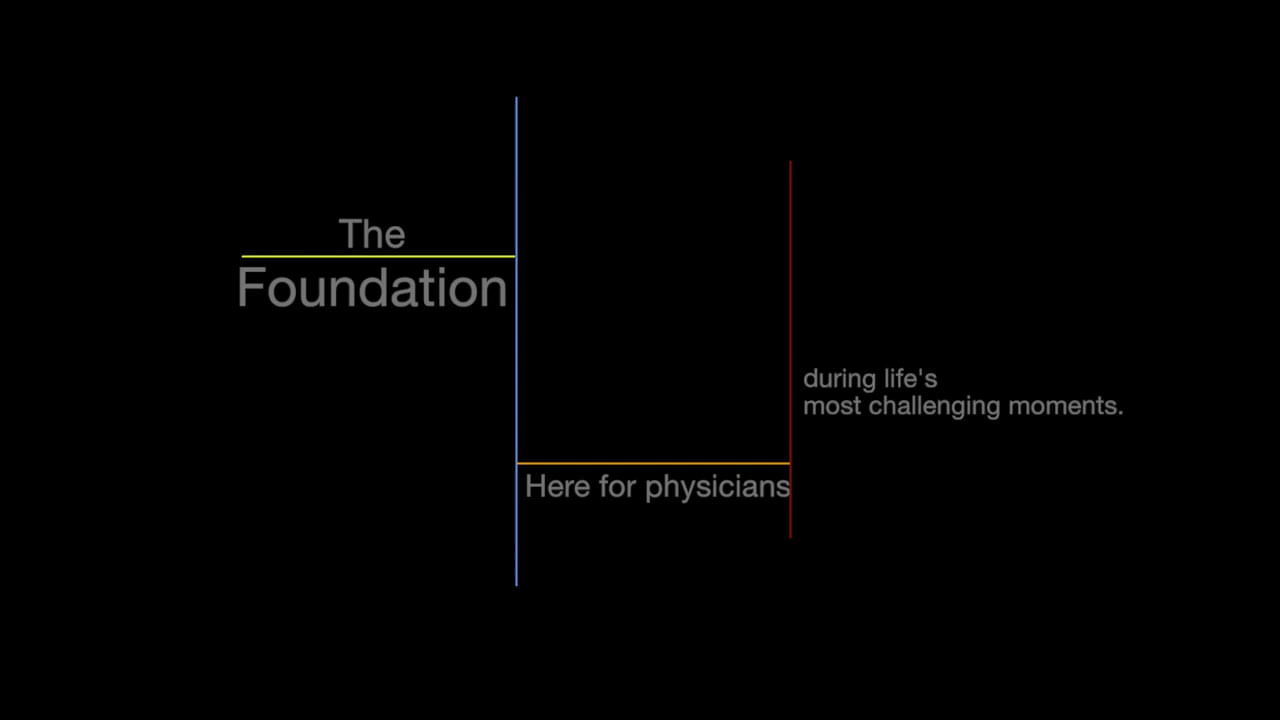 The
Foundation
Here for physicians
during life's
most challenging moments.